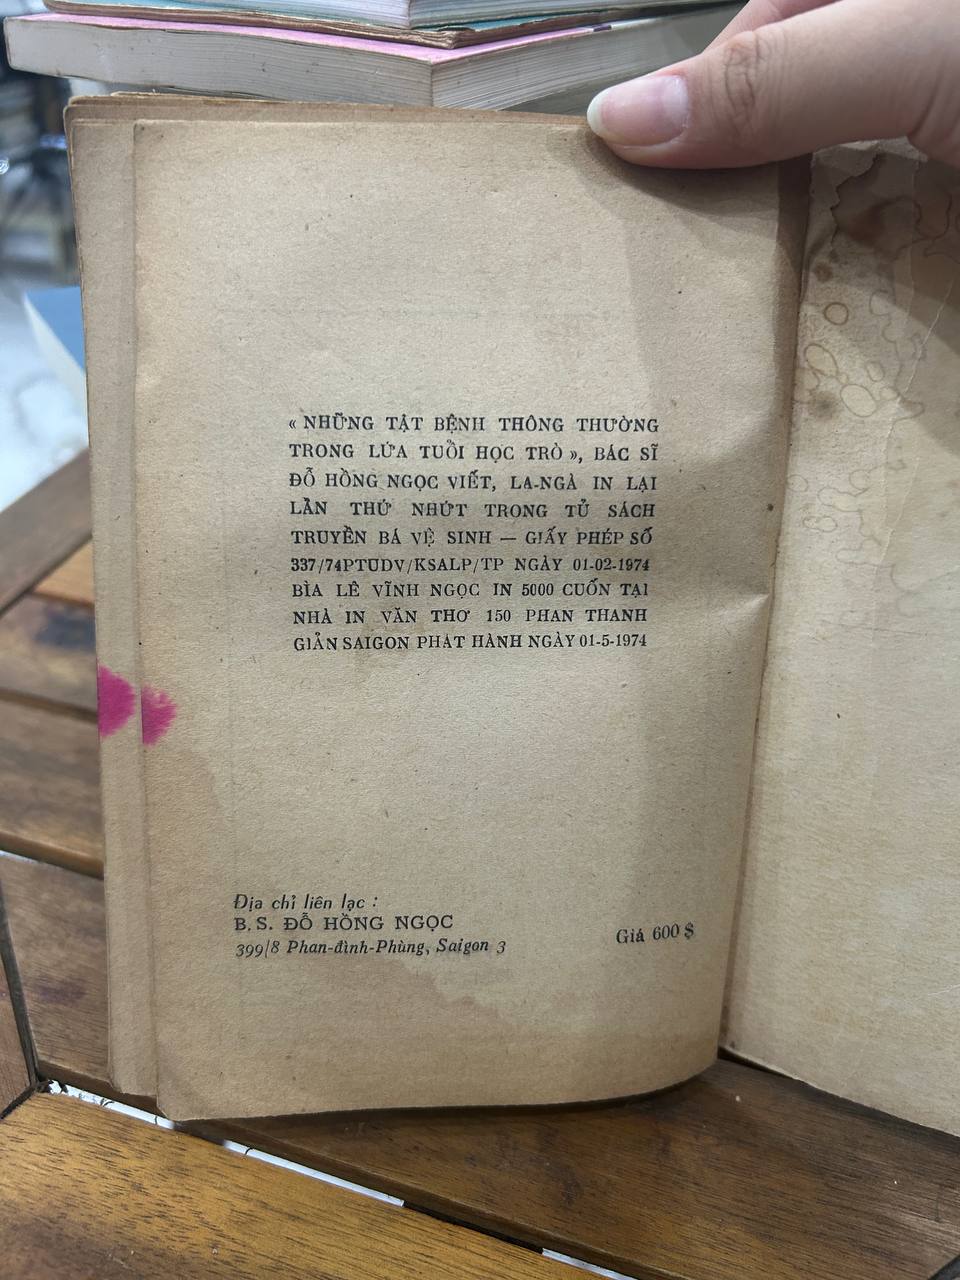 « NHỮNG TẬT BỆNH THÔNG THƯỜNG
TRONG LỨA TUỔI HỌC TRÒ », BÁC SĨ
ĐỖ HỒNG NGỌC VIẾT, LA-NGÀ IN LẠI
LẦN THỨ NHỨT TRONG TỦ SÁCH
TRUYỀN BÁ VỆ SINH — GIẤY PHÉP SỐ
337/74PTUDV/KSALP/TP NGÀY 01-02-1974
BÌA LÊ VĨNH NGỌC IN 5000 CUỐN TẠI
NHÀ IN VĂN THƠ 150 PHAN THANH
GIẢN SAIGON PHÁT HÀNH NGÀY 01-5-1974
Địa chỉ liên lạc :
B.S. ĐỖ HỒNG NGỌC
399/8 Phan-đình-Phùng, Saigon 3
Giá 600 $